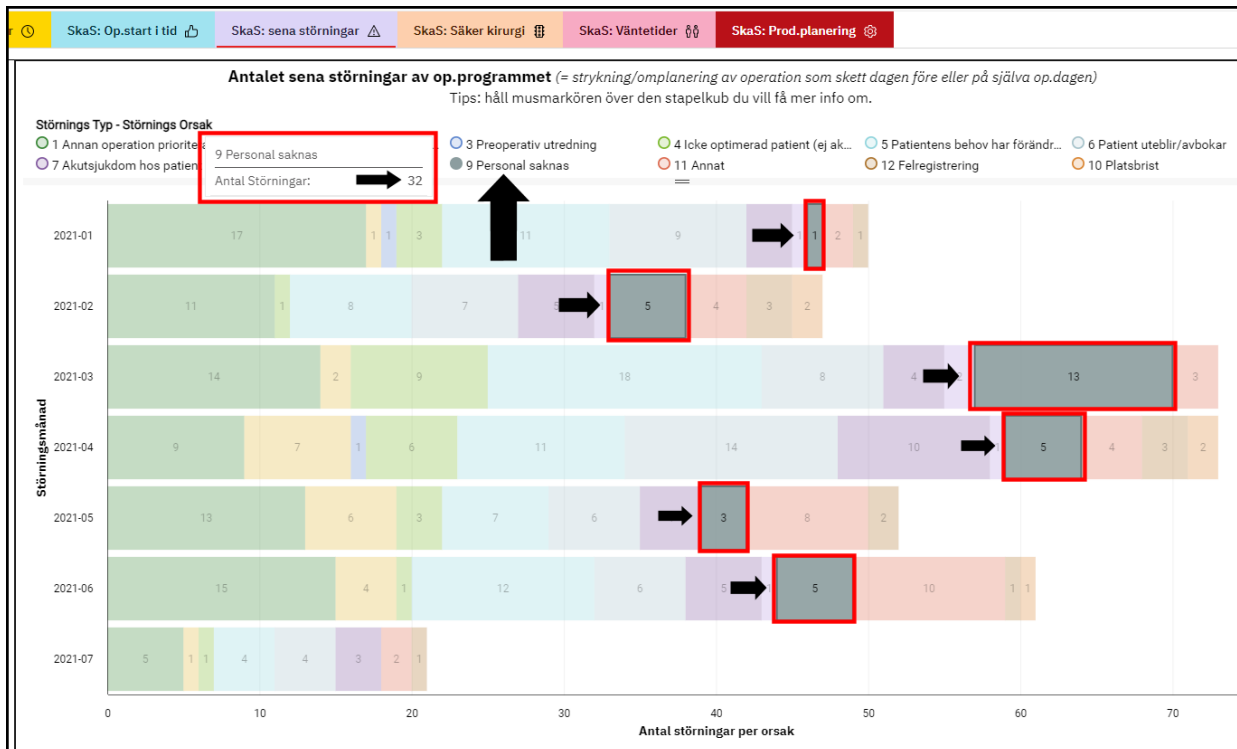 r
SkaS: Op.start i tid
SkaS: sena störningar
SkaS: Säker kirurgi
SkaS: Väntetider
SkaS: Prod.planering
Antalet sena störningar av op.programmet (= strykning/omplanering av operation som skett dagen före eller på själva op.dagen)
Tips: håll musmarkören över den stapelkub du vill få mer info om.
Störnings Typ - Störnings Orsak
1 Annan operation prioritera
3 Preoperativ utredning
4 Icke optimerad patient (ej ak...
5 Patientens behov har förändr...
6 Patient uteblir/avbokar
7 Akutsjukdom hos patien
9 Personal saknas
11 Annat
12 Felregistrering
10 Platsbrist
9 Personal saknas
Antal Störningar: 32
Störningsmånad
2021-01 17 1 1 3 11 9 1 1 2 1
2021-02 11 1 8 7 5 1 5 4 3 2
2021-03 14 2 9 18 8 4 2 13 3
2021-04 9 7 1 6 11 14 10 1 5 4 3 2
2021-05 13 6 3 7 6 3 8 2
2021-06 15 4 1 12 6 5 1 5 10 1 1
2021-07 5 1 1 4 4 3 2 1
0 10 20 30 40 50 60 70
Antal störningar per orsak